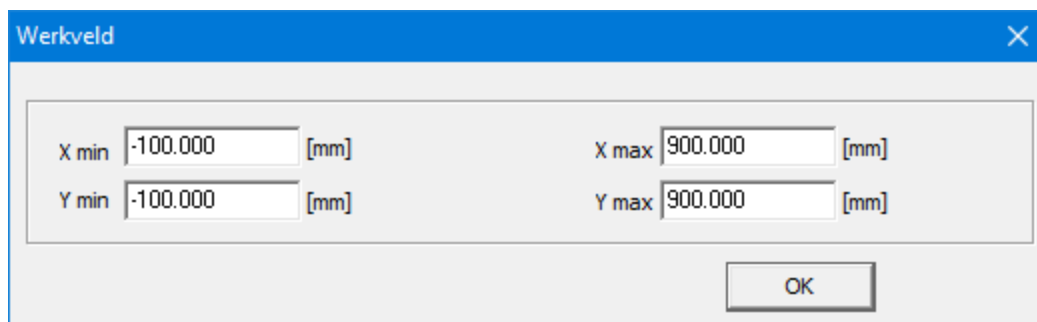 Werkveld
X min -100.000 [mm] X max 900.000 [mm]
Y min -100.000 [mm] Y max 900.000 [mm]
OK